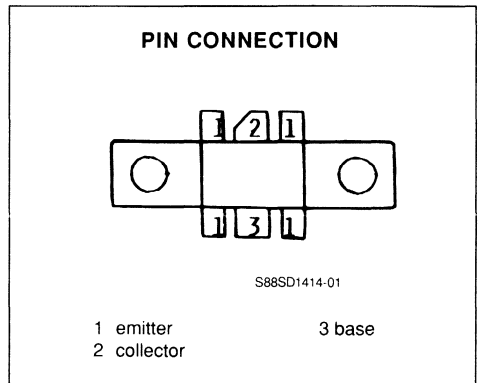 PIN CONNECTION
1 2 1
1 3 1
S88SD1414-01
1 emitter 3 base
2 collector